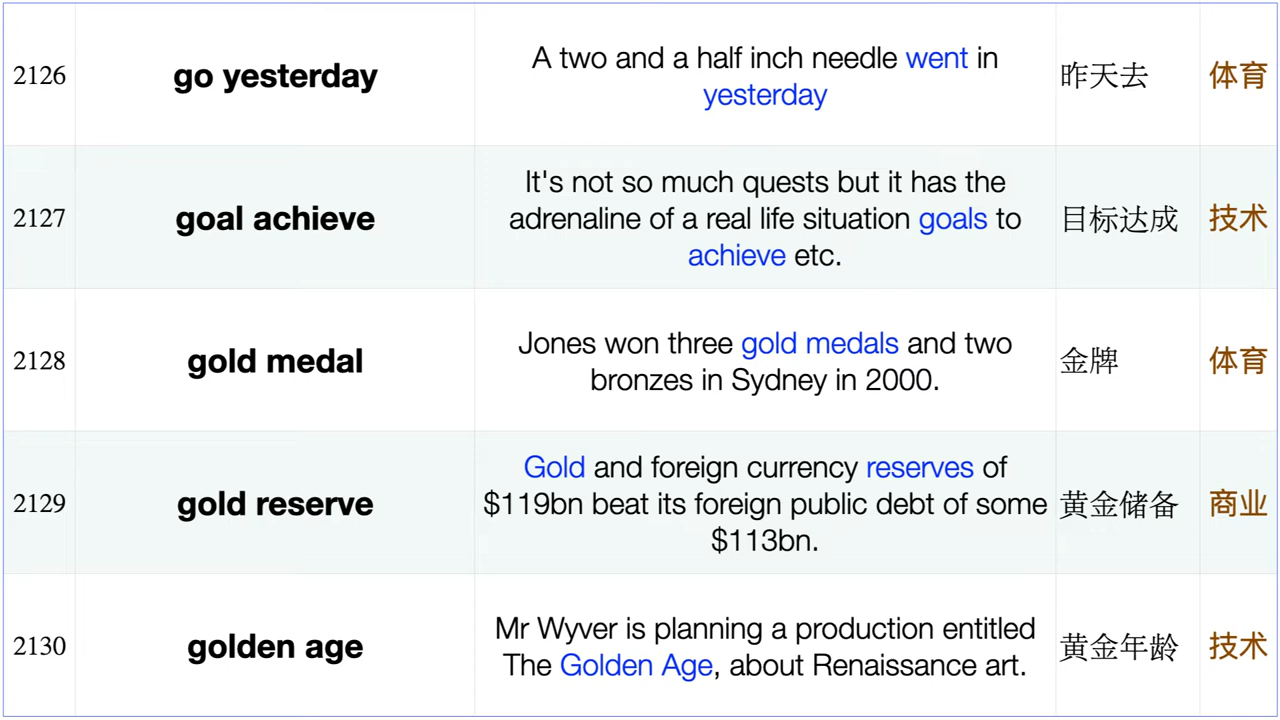 2126 go yesterday A two and a half inch needle went in 昨天去 体育
yesterday
2127 goal achieve It's not so much quests but it has the 目标达成 技术
adrenaline of a real life situation goals to
achieve etc.
2128 gold medal Jones won three gold medals and two 金牌 体育
bronzes in Sydney in 2000.
2129 gold reserve Gold and foreign currency reserves of 黄金储备 商业
$119bn beat its foreign public debt of some
$113bn.
2130 golden age Mr Wyver is planning a production entitled 黄金年龄 技术
The Golden Age, about Renaissance art.